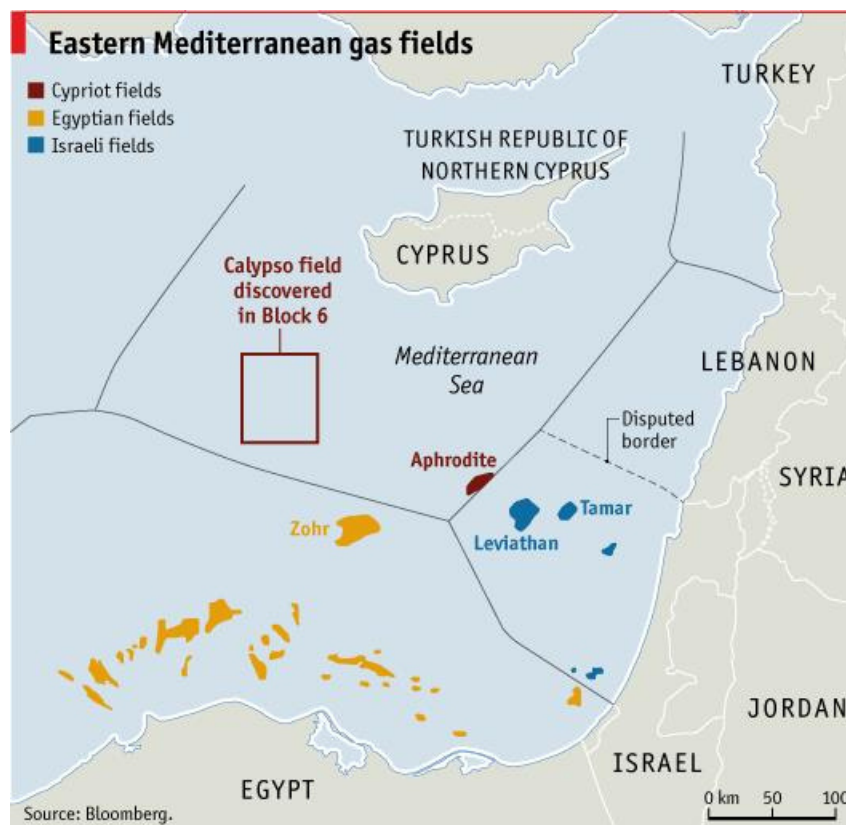 Eastern Mediterranean gas fields
Cypriot fields
Egyptian fields
Israeli fields
TURKEY
TURKISH REPUBLIC OF
NORTHERN CYPRUS
CYPRUS
Calypso field
discovered
in Block 6
Mediterranean
Sea
LEBANON
Disputed
border
Aphrodite
SYRIA
Zohr
Tamar
Leviathan
JORDAN
ISRAEL
EGYPT
0 km 50 100
Source: Bloomberg.